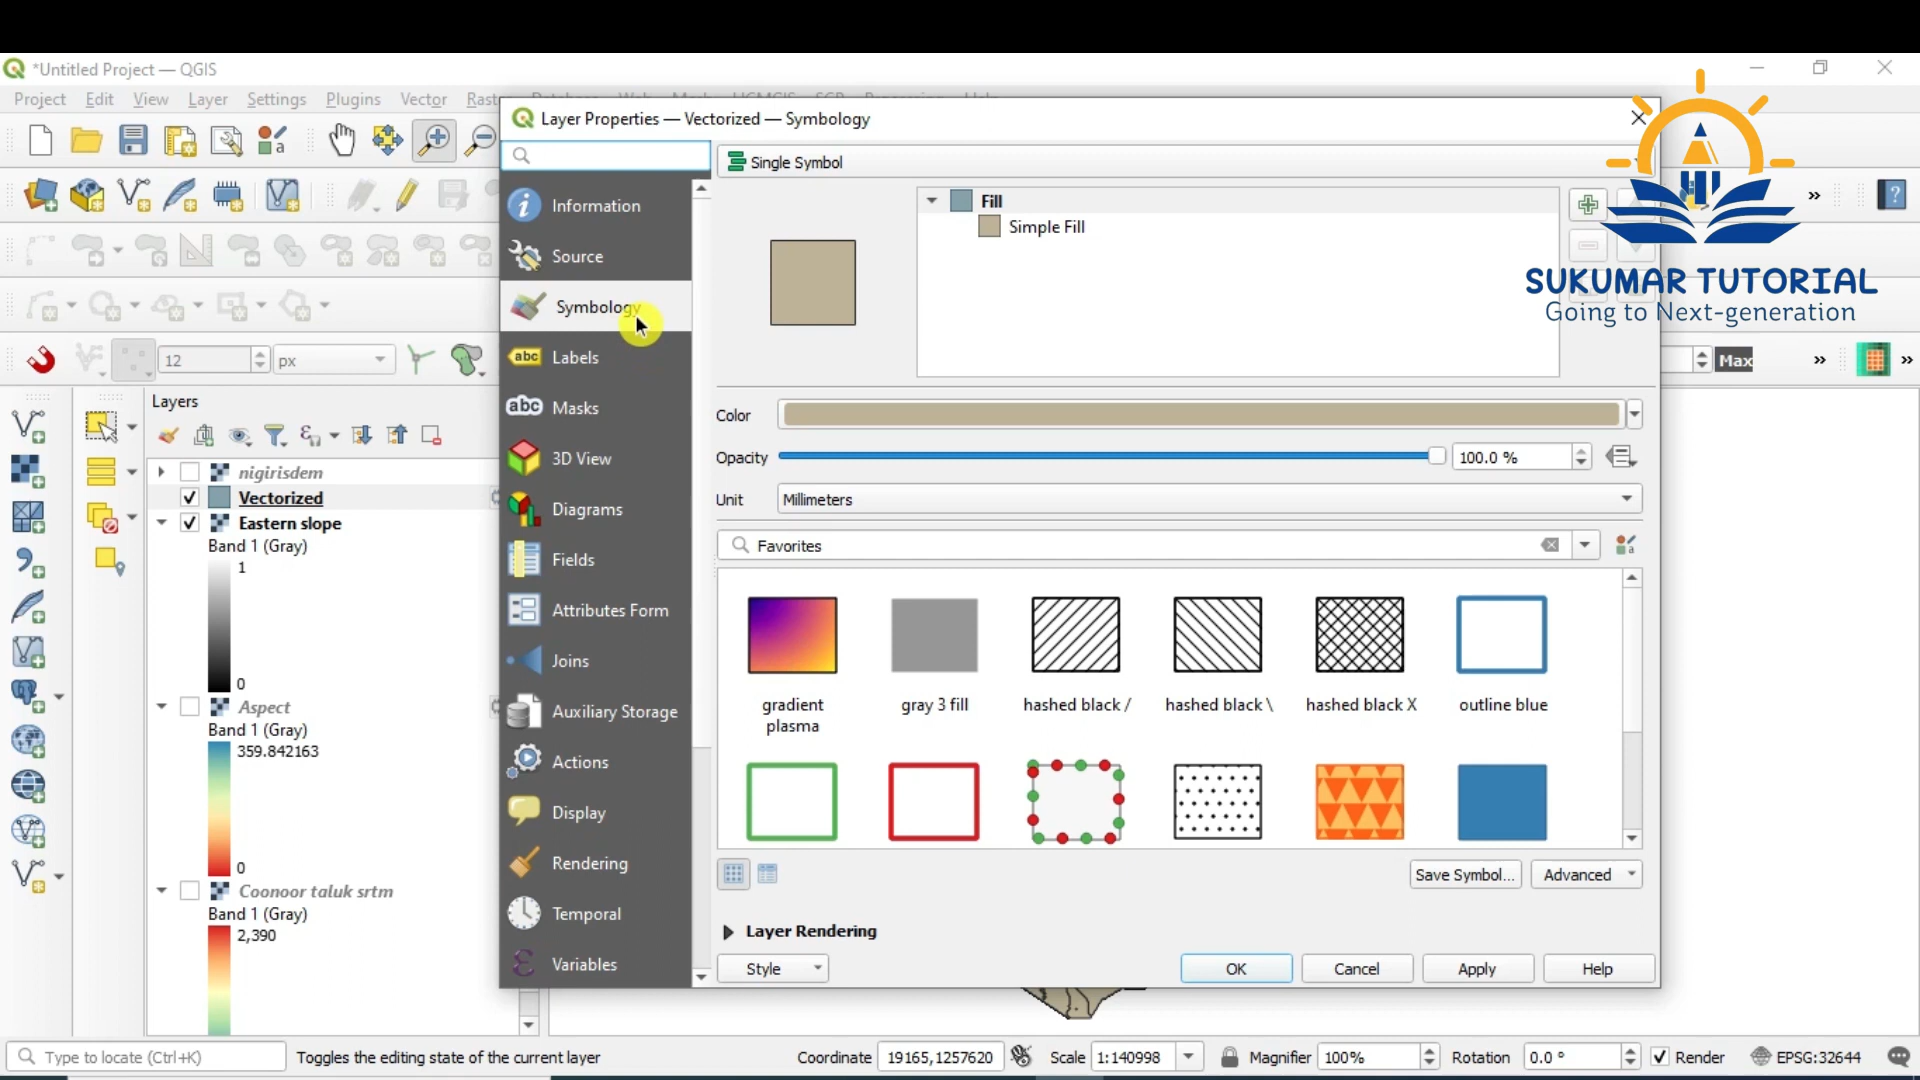 *Untitled Project — QGIS
Project Edit View Layer Settings Plugins Vector Rast
Layer Properties — Vectorized — Symbology
Single Symbol
Information
Source
Symbology
Labels
Masks
3D View
Diagrams
Fields
Attributes Form
Joins
Auxiliary Storage
Actions
Display
Rendering
Temporal
Variables
Fill
Simple Fill
SUKUMAR TUTORIAL
Going to Next-generation
12
px
Max
Color
Opacity
100.0 %
Unit
Millimeters
Favorites
gradient plasma
gray 3 fill
hashed black /
hashed black \
hashed black X
outline blue
Save Symbol...
Advanced
Layer Rendering
Style
OK
Cancel
Apply
Help
Layers
nigirisdem
Vectorized
Eastern slope
Band 1 (Gray)
1
0
Aspect
Band 1 (Gray)
359.842163
0
Coonoor taluk srtm
Band 1 (Gray)
2,390
Type to locate (Ctrl+K)
Toggles the editing state of the current layer
Coordinate 19165,1257620
Scale 1:140998
Magnifier 100%
Rotation 0.0 °
Render
EPSG:32644